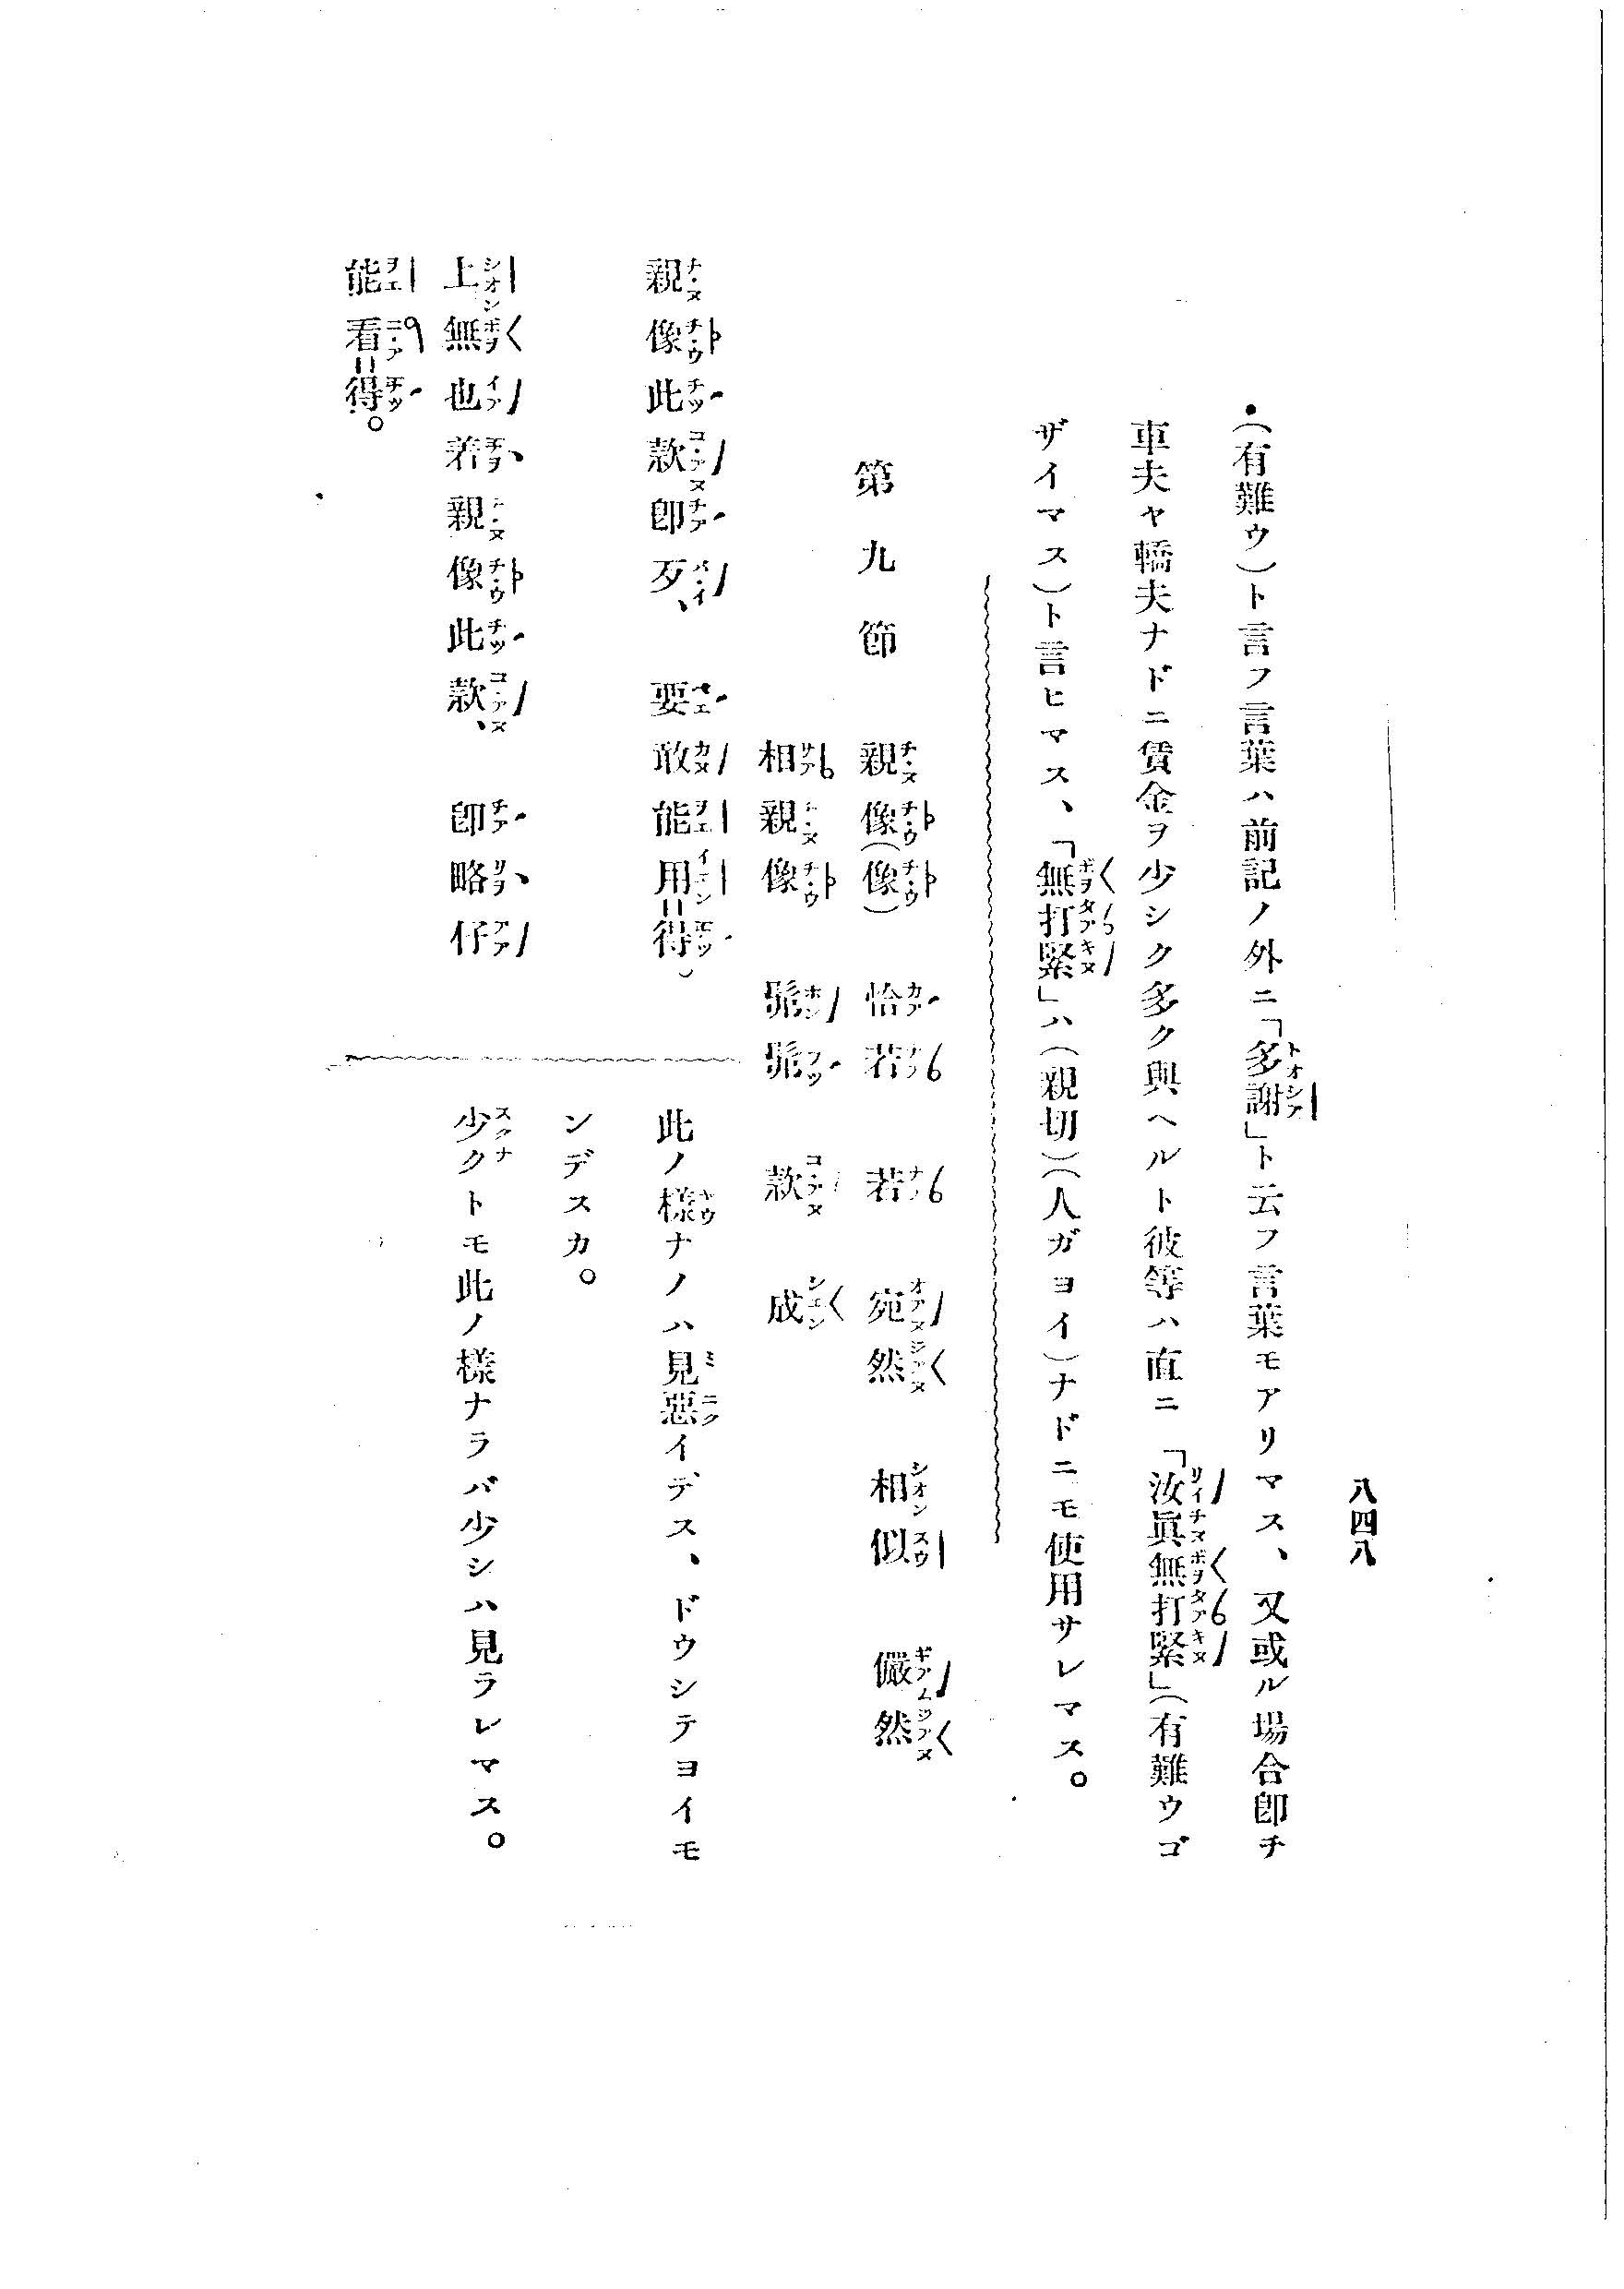 八四八
(有難ウ)ト言フ言葉ハ前記ノ外ニ「多謝」ト云フ言葉モアリマス、又或ル場合卽チ
車夫ヤ轎夫ナドニ賃金ヲ少シク多ク與ヘルト彼等ハ直ニ「汝眞無打緊」(有難ウゴ
ザイマス)ト言ヒマス、「無打緊」ハ(親切)(人ガヨイ)ナドニモ使用サレマス。
第九節 親像(像) 恰若 若 宛然 相似 儼然
相親像 髣髴 款 成
親像此款卽歹、 要敢能用=得。
此ノ樣ナノハ見惡イデス、ドウシテヨイモ
ンデスカ。
上無也若親像此款、 卽略仔
能看=得。
少クトモ此ノ樣ナラバ少シハ見ラレマス。